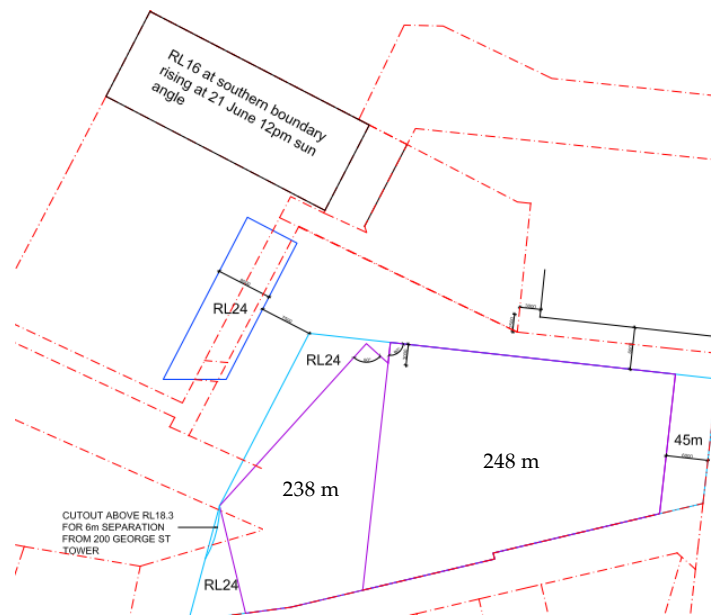 RL16 at southern boundary
rising at 21 June 12pm sun
angle
RL24
RL24
45m
238 m
248 m
CUTOUT ABOVE RL18.3
FOR 6m SEPARATION
FROM 200 GEORGE ST
TOWER
RL24